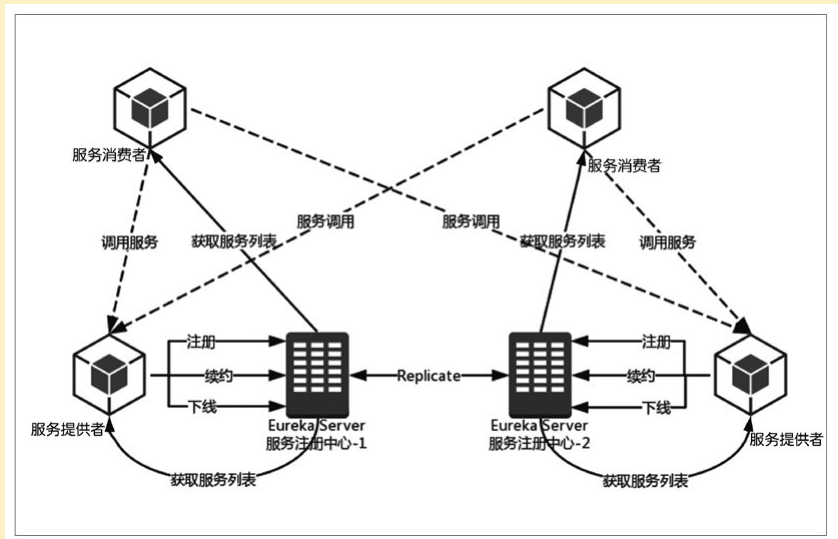 服务消费者
服务消费者
调用服务
获取服务列表
服务调用
服务调用
获取服务列表
调用服务
注册
续约
下线
Replicate
注册
续约
下线
服务提供者
Eureka Server
服务注册中心-1
Eureka Server
服务注册中心-2
服务提供者
获取服务列表
获取服务列表